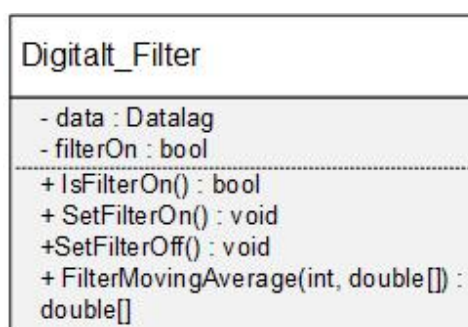 Digitalt_Filter
- data : Datalag
- filterOn : bool
+ IsFilterOn() : bool
+ SetFilterOn() : void
+SetFilterOff() : void
+ FilterMovingAverage(int, double[]) :
double[]